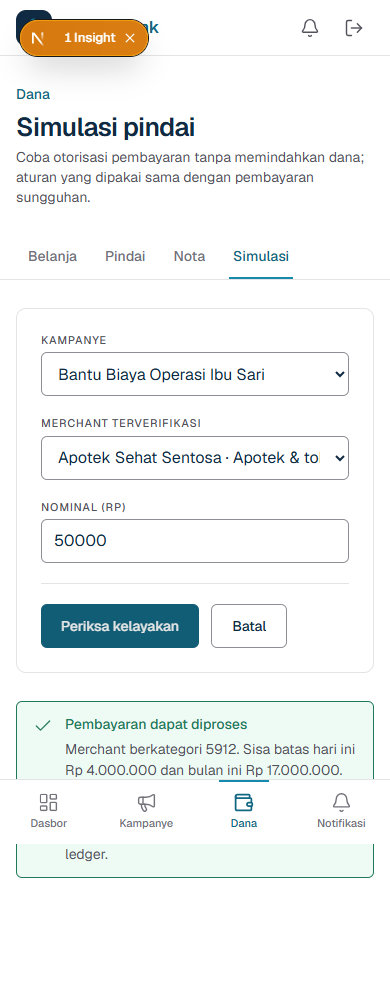 1 Insight
nk
Dana
Simulasi pindai
Coba otorisasi pembayaran tanpa memindahkan dana;
aturan yang dipakai sama dengan pembayaran
sungguhan.
Belanja
Pindai
Nota
Simulasi
KAMPANYE
Bantu Biaya Operasi Ibu Sari
MERCHANT TERVERIFIKASI
Apotek Sehat Sentosa · Apotek & to
NOMINAL (RP)
50000
Periksa kelayakan
Batal
Pembayaran dapat diproses
Merchant berkategori 5912. Sisa batas hari ini
Rp 4.000.000 dan bulan ini Rp 17.000.000.
Dasbor
Kampanye
Dana
Notifikasi
ledger.